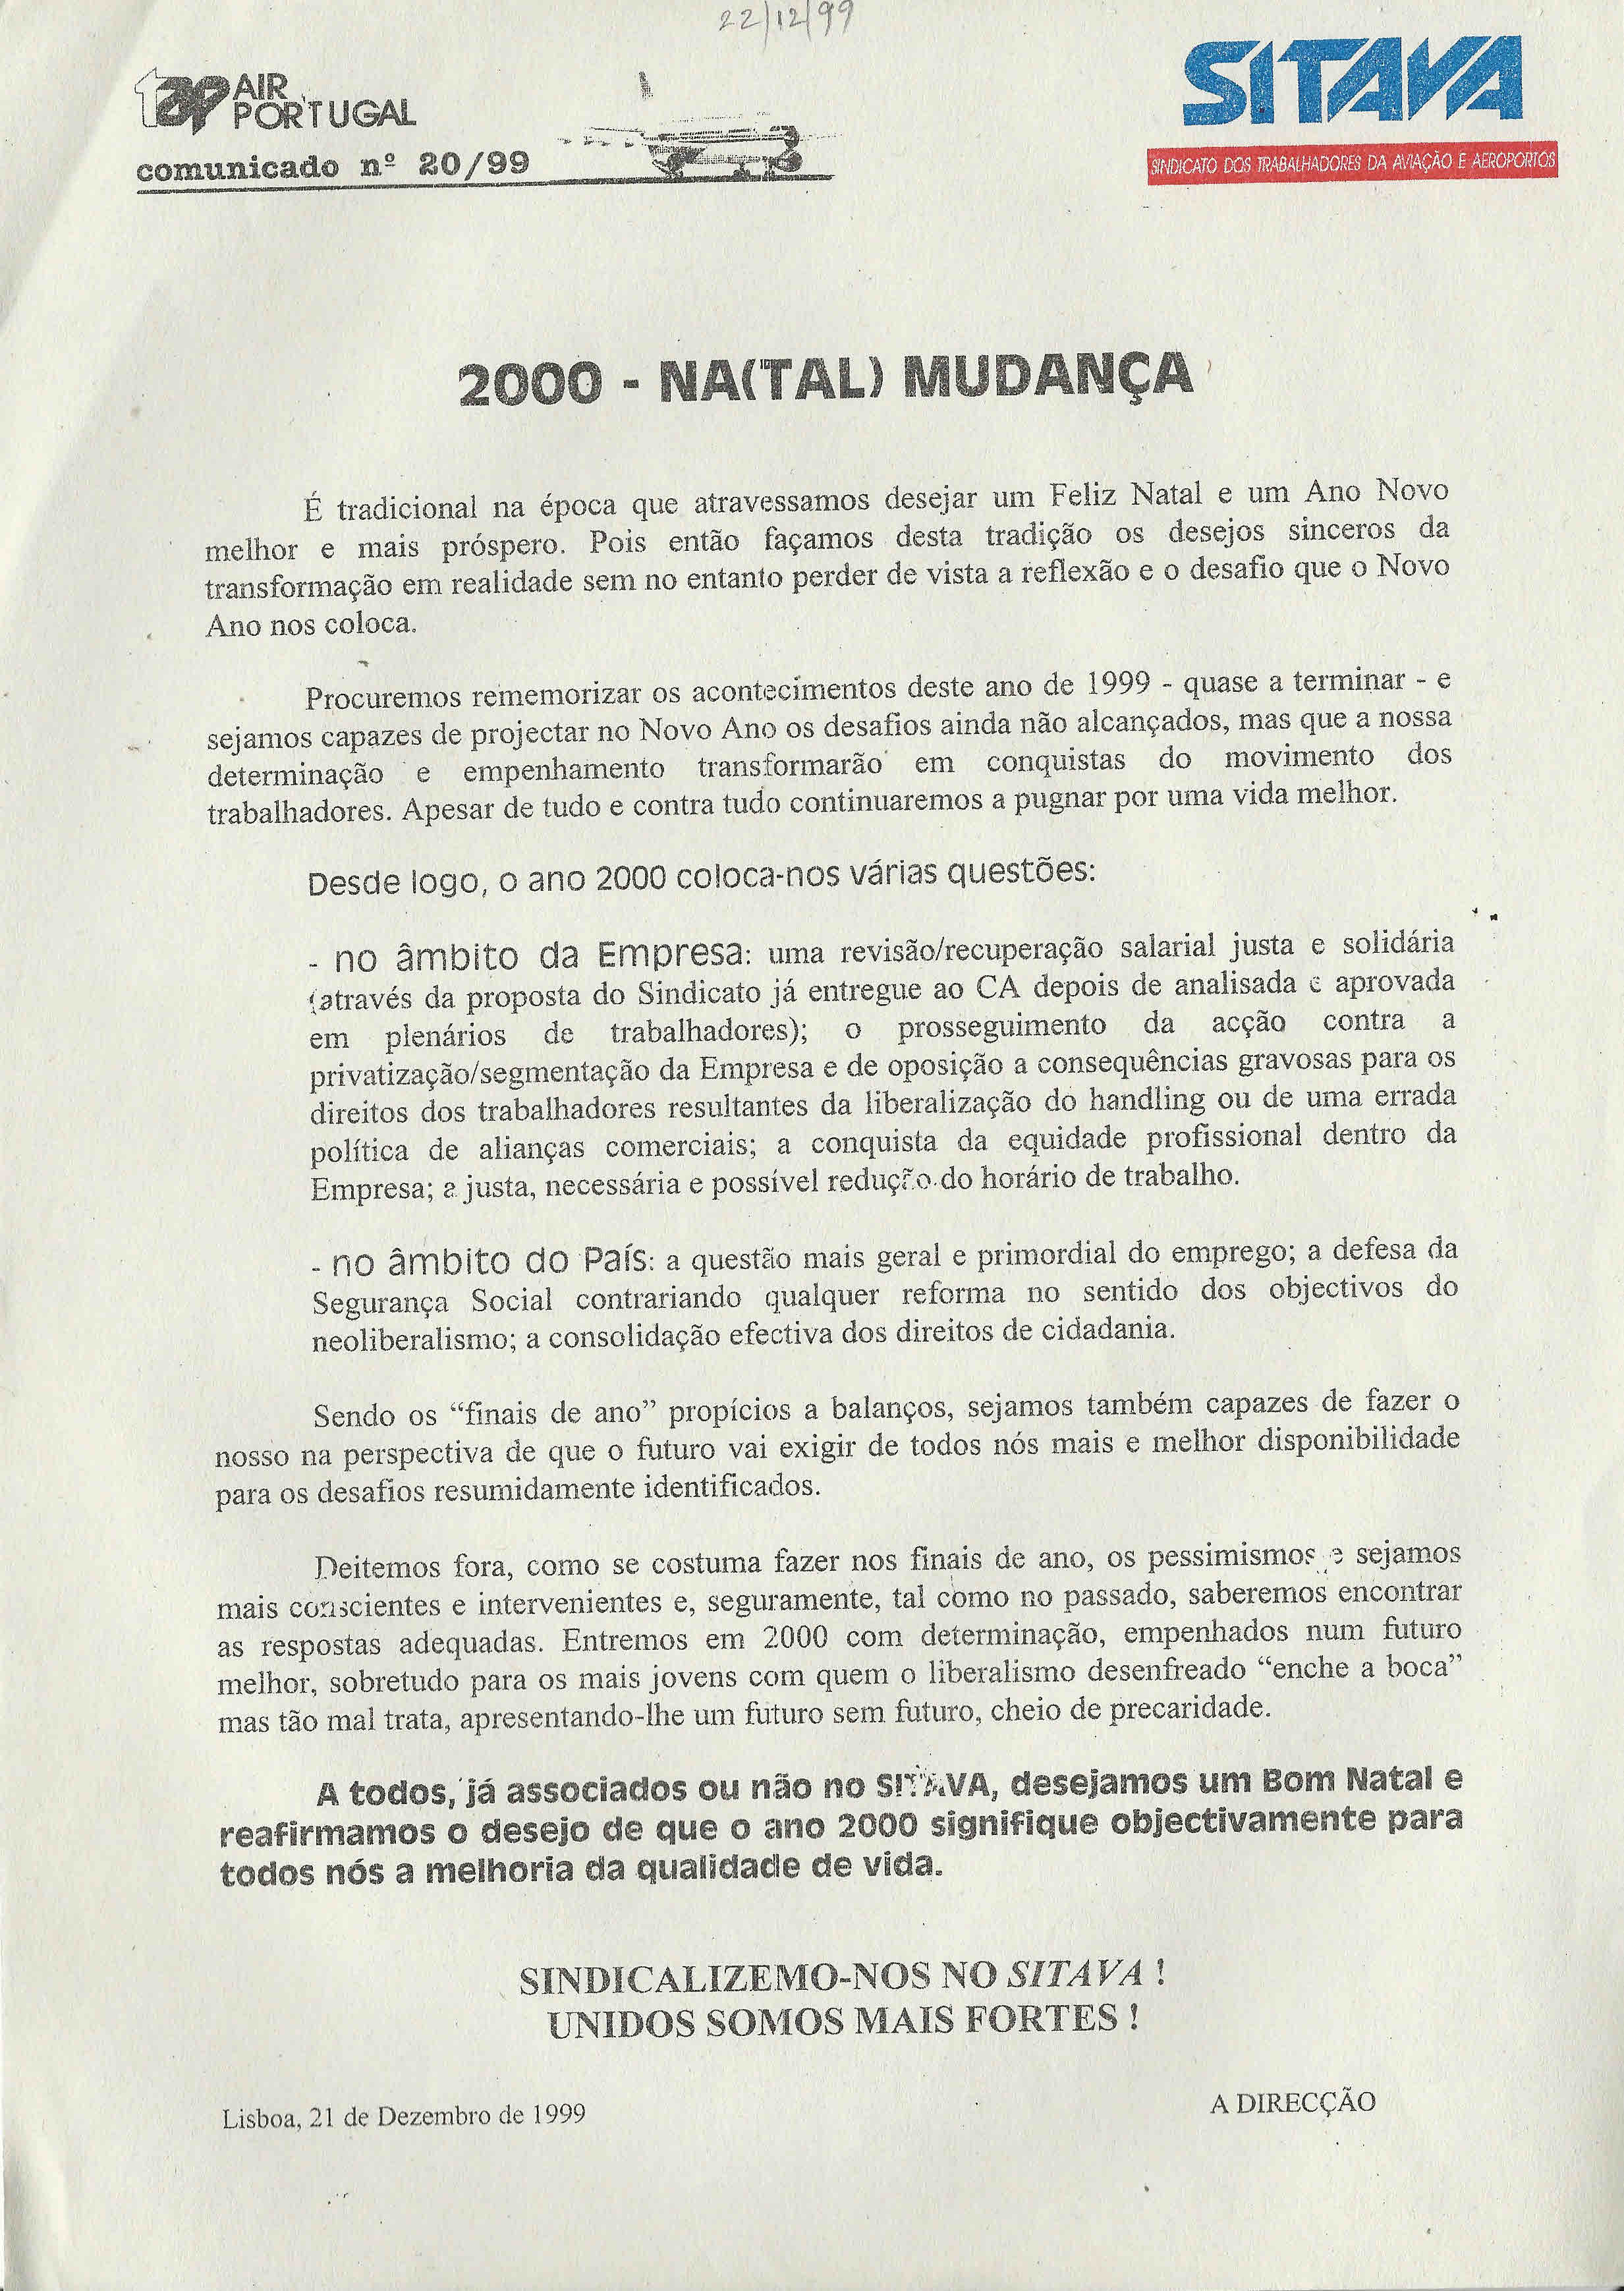 22/12/99
tap AIR
PORTUGAL
SITAVA
SINDICATO DOS TRABALHADORES DA AVIAÇÃO E AEROPORTOS
comunicado nº 20/99
2000 - NA(TAL) MUDANÇA
É tradicional na época que atravessamos desejar um Feliz Natal e um Ano Novo
melhor e mais próspero. Pois então façamos desta tradição os desejos sinceros da
transformação em realidade sem no entanto perder de vista a reflexão e o desafio que o Novo
Ano nos coloca.
Procuremos rememorizar os acontecimentos deste ano de 1999 - quase a terminar - e
sejamos capazes de projectar no Novo Ano os desafios ainda não alcançados, mas que a nossa
determinação e empenhamento transformarão em conquistas do movimento dos
trabalhadores. Apesar de tudo e contra tudo continuaremos a pugnar por uma vida melhor.
Desde logo, o ano 2000 coloca-nos várias questões:
- no âmbito da Empresa: uma revisão/recuperação salarial justa e solidária
(através da proposta do Sindicato já entregue ao CA depois de analisada e aprovada
em plenários de trabalhadores); o prosseguimento da acção contra a
privatização/segmentação da Empresa e de oposição a consequências gravosas para os
direitos dos trabalhadores resultantes da liberalização do handling ou de uma errada
política de alianças comerciais; a conquista da equidade profissional dentro da
Empresa; a justa, necessária e possível redução do horário de trabalho.
- no âmbito do País: a questão mais geral e primordial do emprego; a defesa da
Segurança Social contrariando qualquer reforma no sentido dos objectivos do
neoliberalismo; a consolidação efectiva dos direitos de cidadania.
Sendo os “finais de ano” propícios a balanços, sejamos também capazes de fazer o
nosso na perspectiva de que o futuro vai exigir de todos nós mais e melhor disponibilidade
para os desafios resumidamente identificados.
Deitemos fora, como se costuma fazer nos finais de ano, os pessimismos e sejamos
mais conscientes e intervenientes e, seguramente, tal como no passado, saberemos encontrar
as respostas adequadas. Entremos em 2000 com determinação, empenhados num futuro
melhor, sobretudo para os mais jovens com quem o liberalismo desenfreado “enche a boca”
mas tão mal trata, apresentando-lhe um futuro sem futuro, cheio de precaridade.
A todos, já associados ou não no SITAVA, desejamos um Bom Natal e
reafirmamos o desejo de que o ano 2000 signifique objectivamente para
todos nós a melhoria da qualidade de vida.
SINDICALIZEMO-NOS NO SITAVA !
UNIDOS SOMOS MAIS FORTES !
Lisboa, 21 de Dezembro de 1999
A DIRECÇÃO